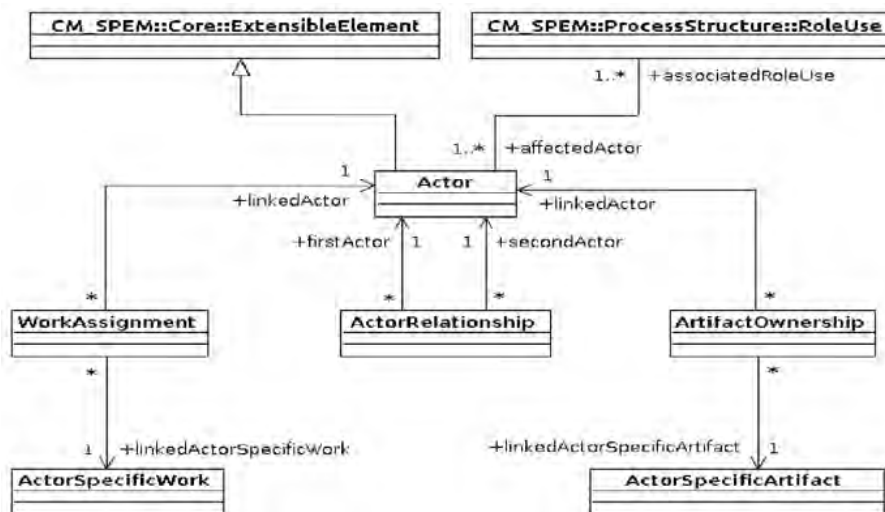 CM_SPEM::Core::ExtensibleElement
CM_SPEM::ProcessStructure::RoleUse
1..* +associatedRoleUse
1..* +affectedActor
Actor
1
+linkedActor
1
+linkedActor
+firstActor 1
1 +secondActor
*
*
*
*
WorkAssignment
ActorRelationship
ArtifactOwnership
*
*
1 +linkedActorSpecificWork
+linkedActorSpecificArtifact 1
ActorSpecificWork
ActorSpecificArtifact